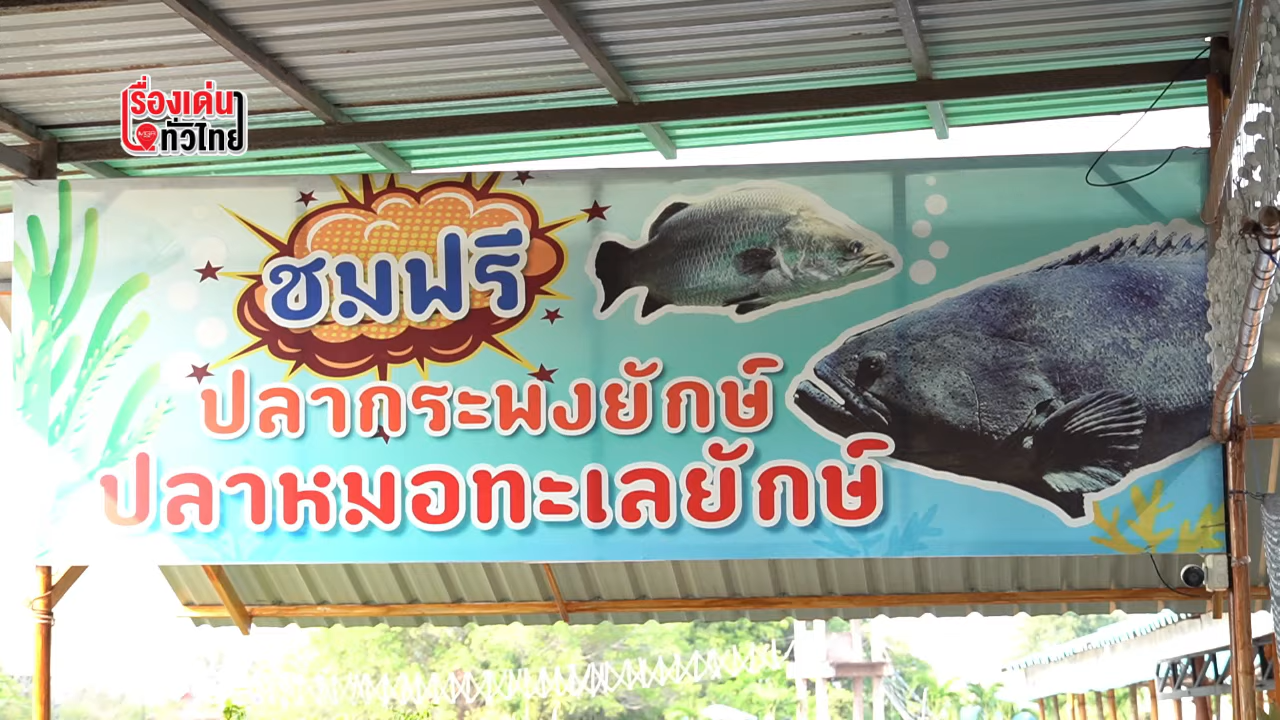 เรื่องเด่น
ทั่วไทย
ชมฟรี
ปลากระพงยักษ์
ปลาหมอทะเลยักษ์